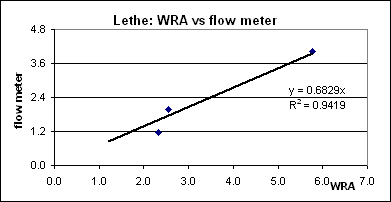 Lethe: WRA vs flow meter
4.8
3.6
2.4
1.2
0.0
flow meter
y = 0.6829x
R² = 0.9419
0.0 1.0 2.0 3.0 4.0 5.0 6.0 7.0
WRA